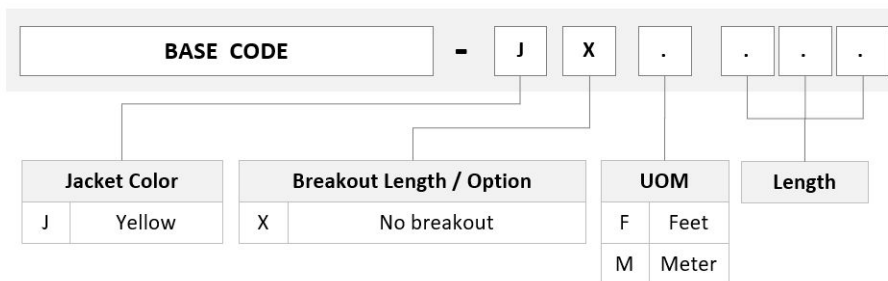 BASE CODE - J X . . . .
Jacket Color
J Yellow
Breakout Length / Option
X No breakout
UOM
F Feet
M Meter
Length